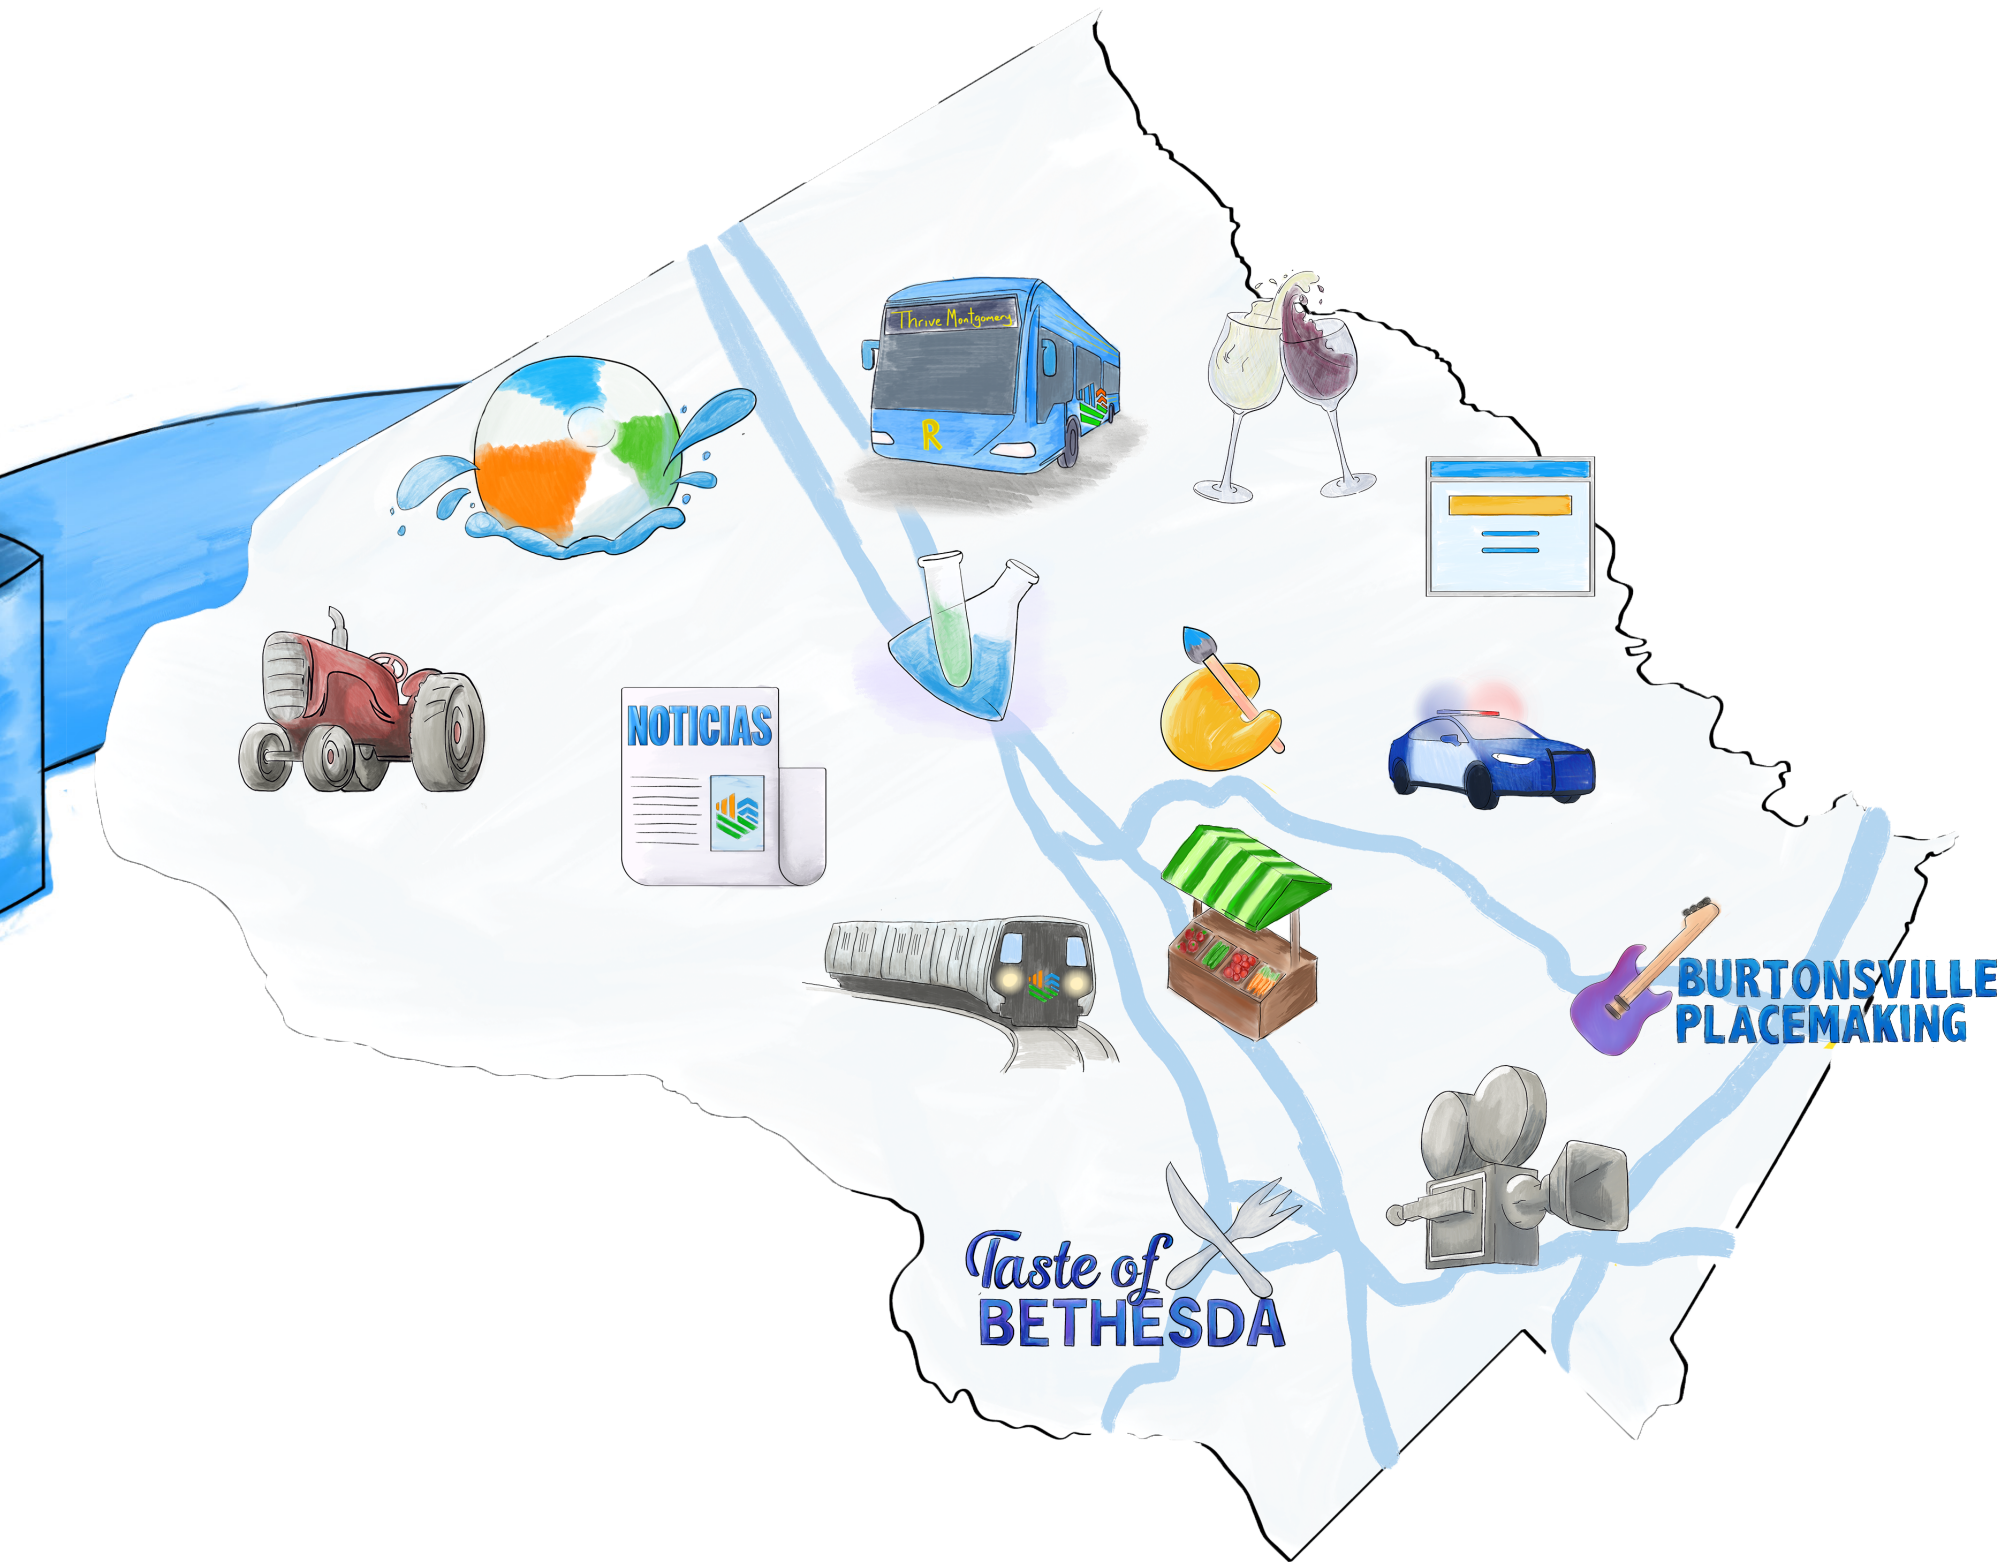 Thrive Montgomery
R
NOTICIAS
BURTONSVILLE
PLACEMAKING
Taste of
BETHESDA